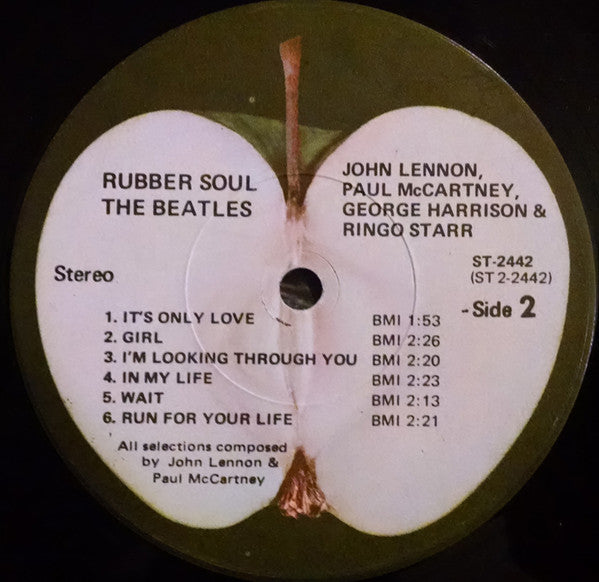 RUBBER SOUL
THE BEATLES
JOHN LENNON,
PAUL McCARTNEY,
GEORGE HARRISON &
RINGO STARR
Stereo
ST-2442
(ST 2-2442)
-Side 2
1. IT'S ONLY LOVE BMI 1:53
2. GIRL BMI 2:26
3. I'M LOOKING THROUGH YOU BMI 2:20
4. IN MY LIFE BMI 2:23
5. WAIT BMI 2:13
6. RUN FOR YOUR LIFE BMI 2:21
All selections composed
by John Lennon &
Paul McCartney